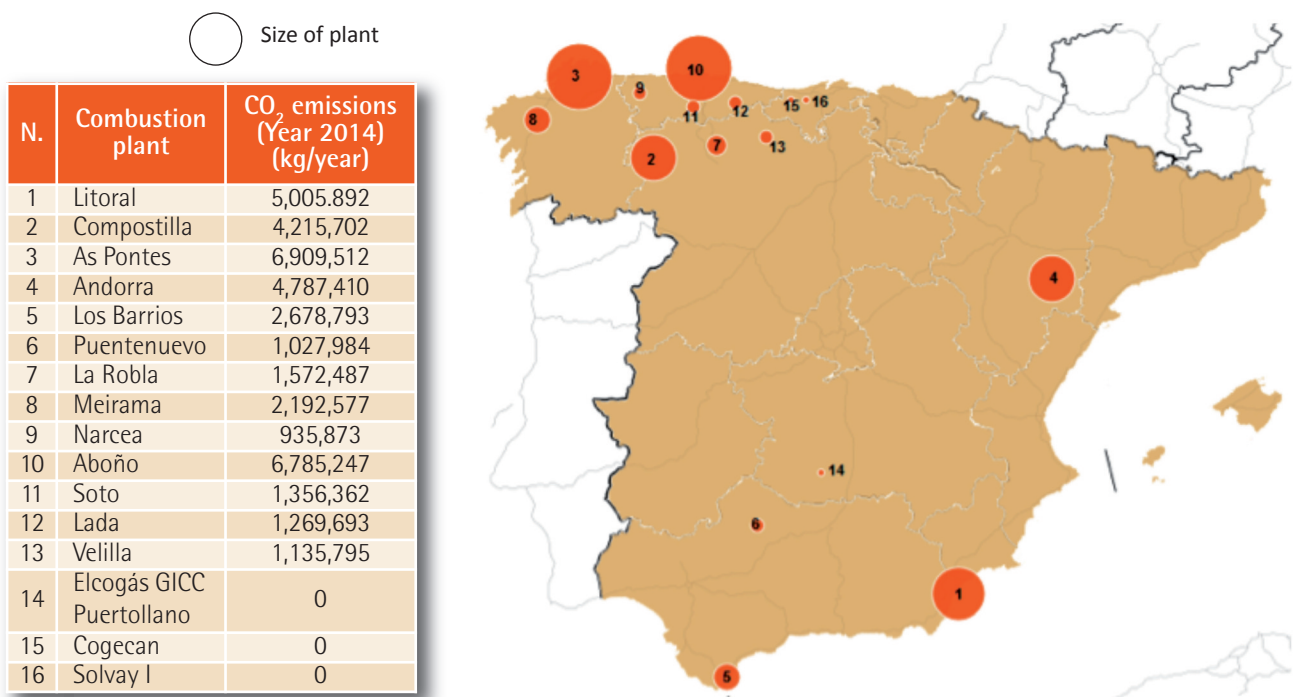 Size of plant
N.
Combustion
plant
CO2 emissions
(Year 2014)
(kg/year)
1 Litoral 5,005.892
2 Compostilla 4,215,702
3 As Pontes 6,909,512
4 Andorra 4,787,410
5 Los Barrios 2,678,793
6 Puentenuevo 1,027,984
7 La Robla 1,572,487
8 Meirama 2,192,577
9 Narcea 935,873
10 Aboño 6,785,247
11 Soto 1,356,362
12 Lada 1,269,693
13 Velilla 1,135,795
14 Elcogás GICC
Puertollano 0
15 Cogecan 0
16 Solvay I 0
3
10
9
15
16
8
11
12
7
13
2
4
14
6
1
5